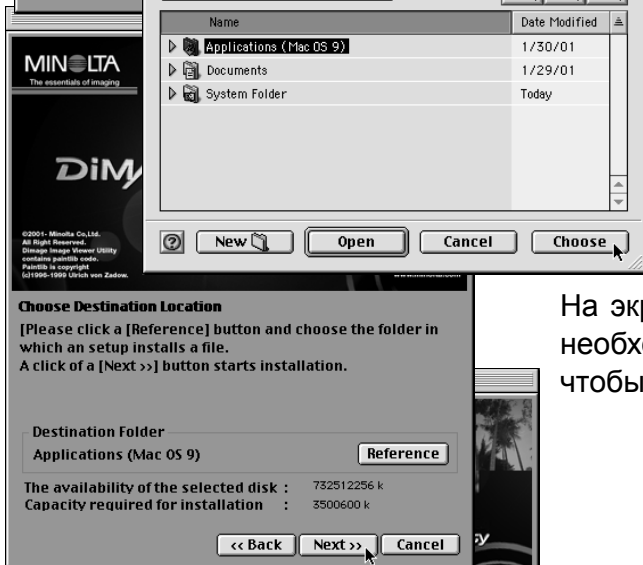 Name Date Modified
Applications (Mac OS 9) 1/30/01
Documents 1/29/01
System Folder Today
? New Open Cancel Choose
MINOLTA
The essentials of imaging
DiM
©2001- Minolta Co,Ltd.
All Right Reserved.
Dimage Image Viewer Utility
contains paintlib code.
Paintlib is copyright
(c)1996-1999 Ulrich von Zadow.
Choose Destination Location
[Please click a [Reference] button and choose the folder in
which an setup installs a file.
A click of a [Next >>] button starts installation.
Destination Folder
Applications (Mac OS 9) Reference
The availability of the selected disk : 732512256 k
Capacity required for installation : 3500600 k
<< Back Next >> Cancel
На эк
необх
чтобы